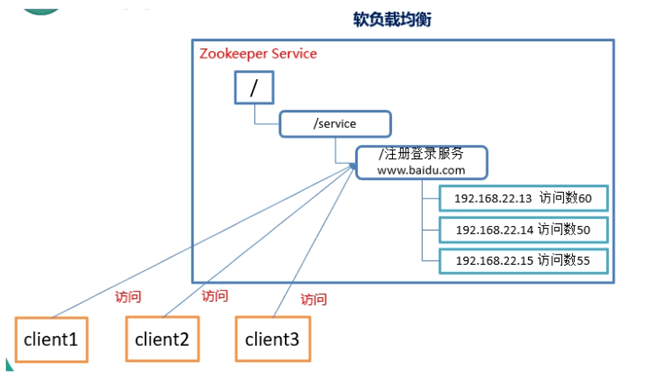 软负载均衡
Zookeeper Service
/
/service
/注册登录服务
www.baidu.com
192.168.22.13 访问数60
192.168.22.14 访问数50
192.168.22.15 访问数55
访问
访问
访问
client1
client2
client3